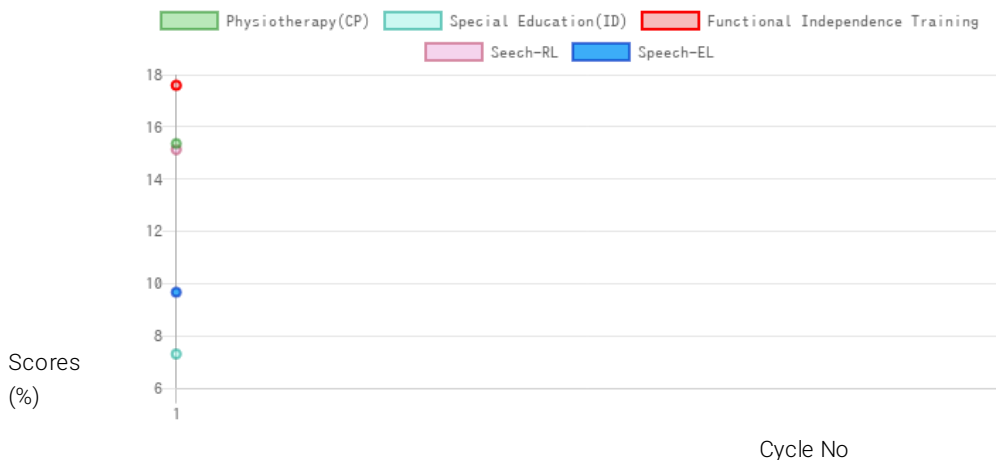 Physiotherapy(CP) Special Education(ID) Functional Independence Training
Seech-RL Speech-EL
18
16
14
12
10
8
6
Scores
(%)
1
Cycle No